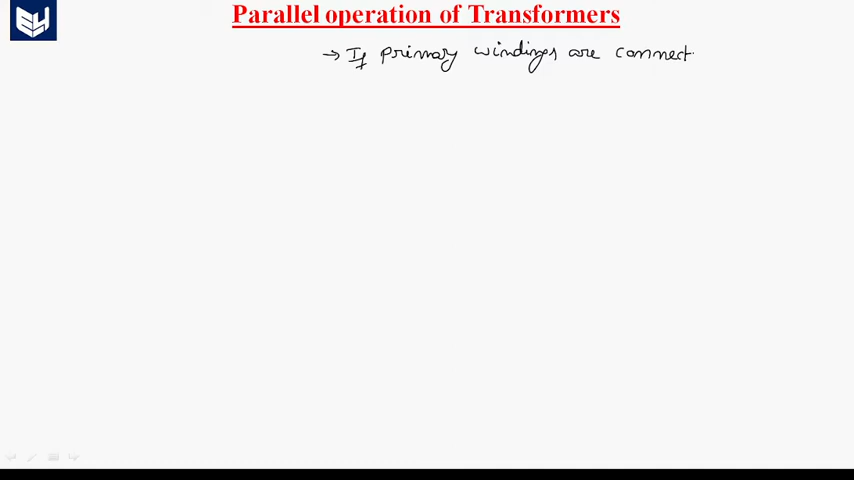 Parallel operation of Transformers
→ If primary windings are connect